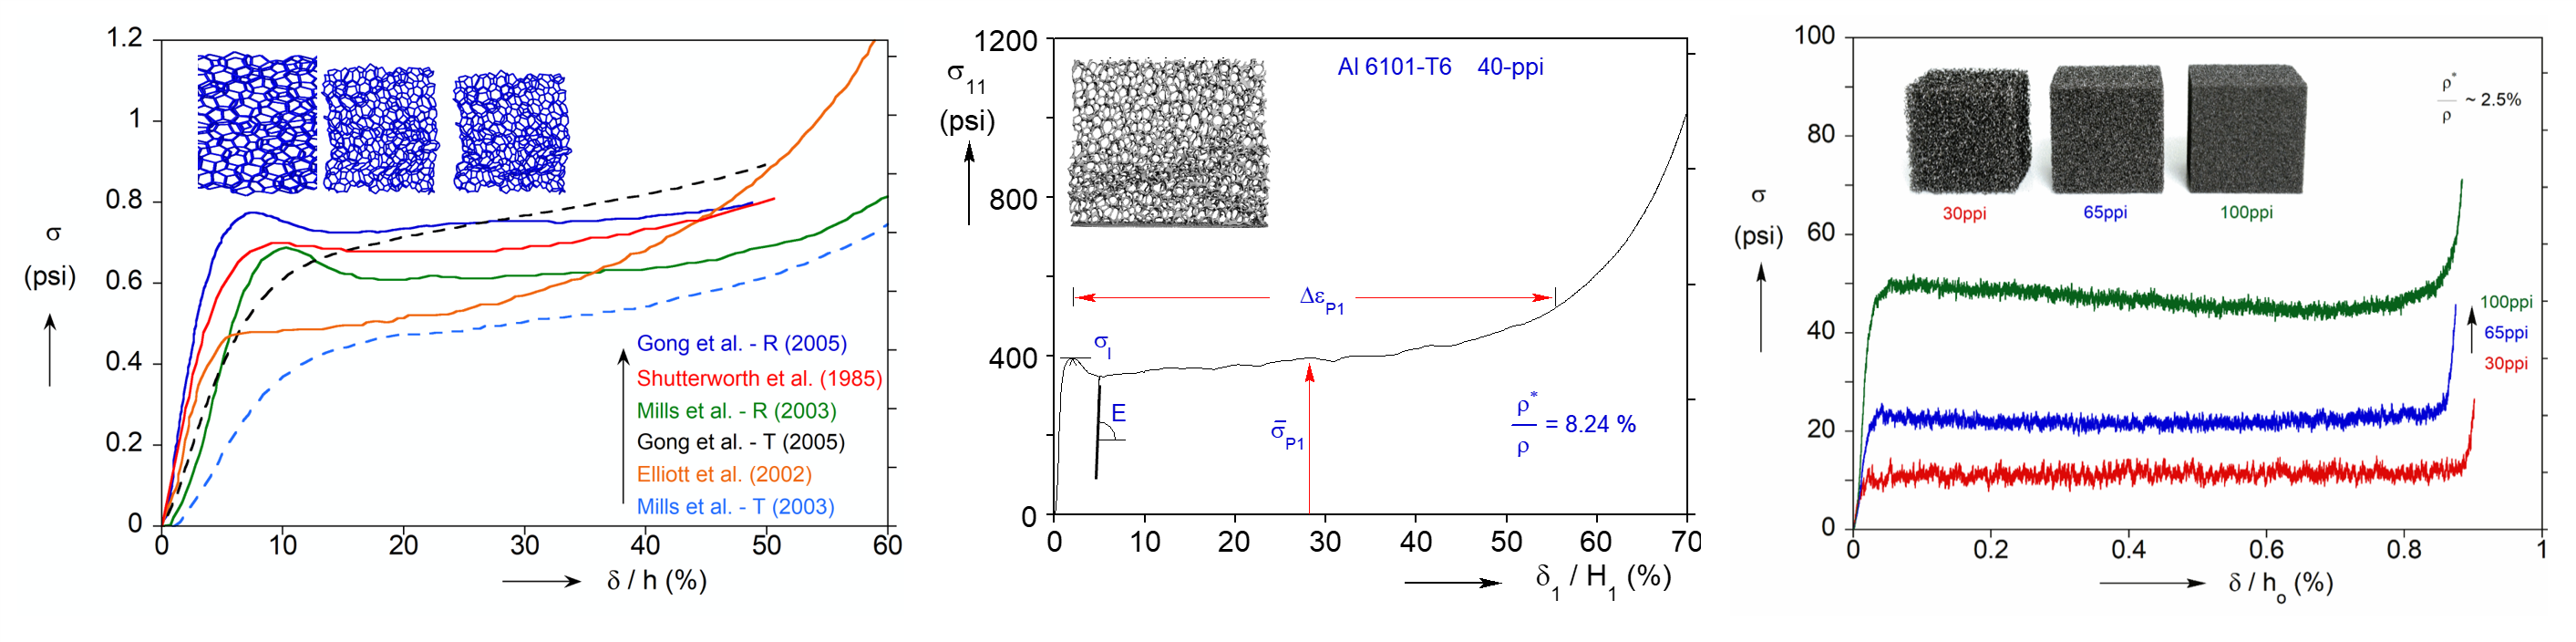 1.2
1
0.8
0.6
0.4
0.2
0
σ
(psi)
0 10 20 30 40 50 60
δ / h (%)
Gong et al. - R (2005)
Shutterworth et al. (1985)
Mills et al. - R (2003)
Gong et al. - T (2005)
Elliott et al. (2002)
Mills et al. - T (2003)
1200
800
400
0
σ11
(psi)
Al 6101-T6 40-ppi
ΔεP1
σI
E
σ̄P1
ρ*
ρ
= 8.24 %
0 10 20 30 40 50 60 70
δ1 / H1 (%)
100
80
60
40
20
0
σ
(psi)
30ppi 65ppi 100ppi
ρ*
ρ
~ 2.5%
100ppi
65ppi
30ppi
0 0.2 0.4 0.6 0.8 1
δ / ho (%)